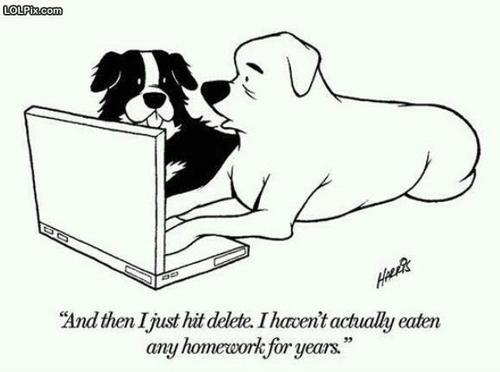 LOLPix.com
HARRIS
“And then I just hit delete. I haven’t actually eaten
any homework for years.”